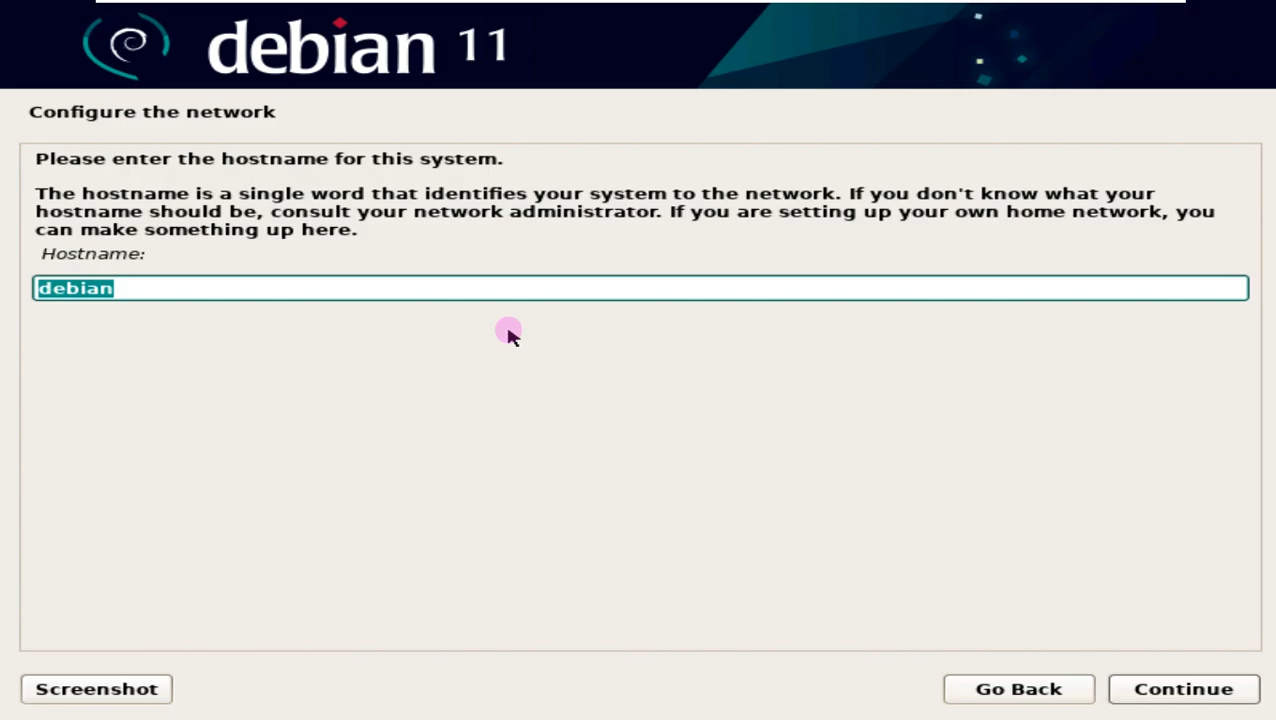 debian 11
Configure the network
Please enter the hostname for this system.
The hostname is a single word that identifies your system to the network. If you don't know what your
hostname should be, consult your network administrator. If you are setting up your own home network, you
can make something up here.
Hostname:
debian
Screenshot
Go Back
Continue